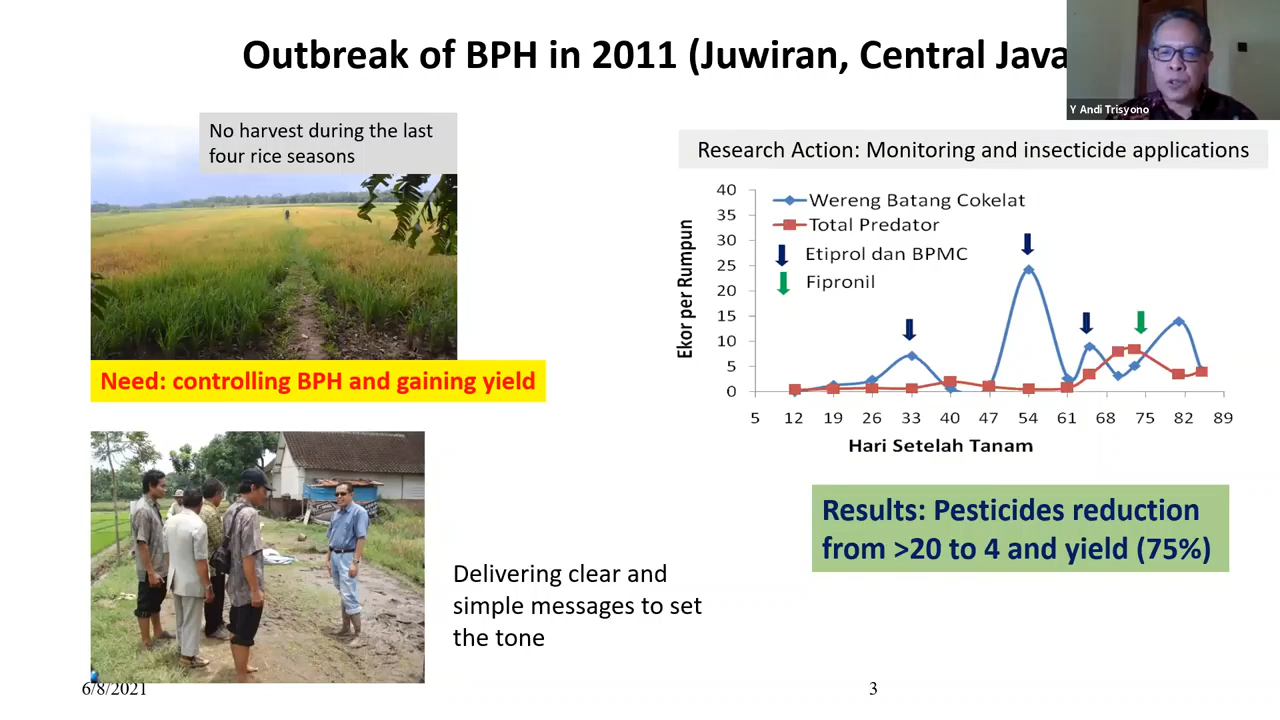 Outbreak of BPH in 2011 (Juwiran, Central Java
Y Andi Trisyono
No harvest during the last
four rice seasons
Need: controlling BPH and gaining yield
Delivering clear and
simple messages to set
the tone
Research Action: Monitoring and insecticide applications
Wereng Batang Cokelat
Total Predator
Etiprol dan BPMC
Fipronil
Ekor per Rumpun
40
35
30
25
20
15
10
5
0
5 12 19 26 33 40 47 54 61 68 75 82 89
Hari Setelah Tanam
Results: Pesticides reduction
from >20 to 4 and yield (75%)
6/8/2021
3